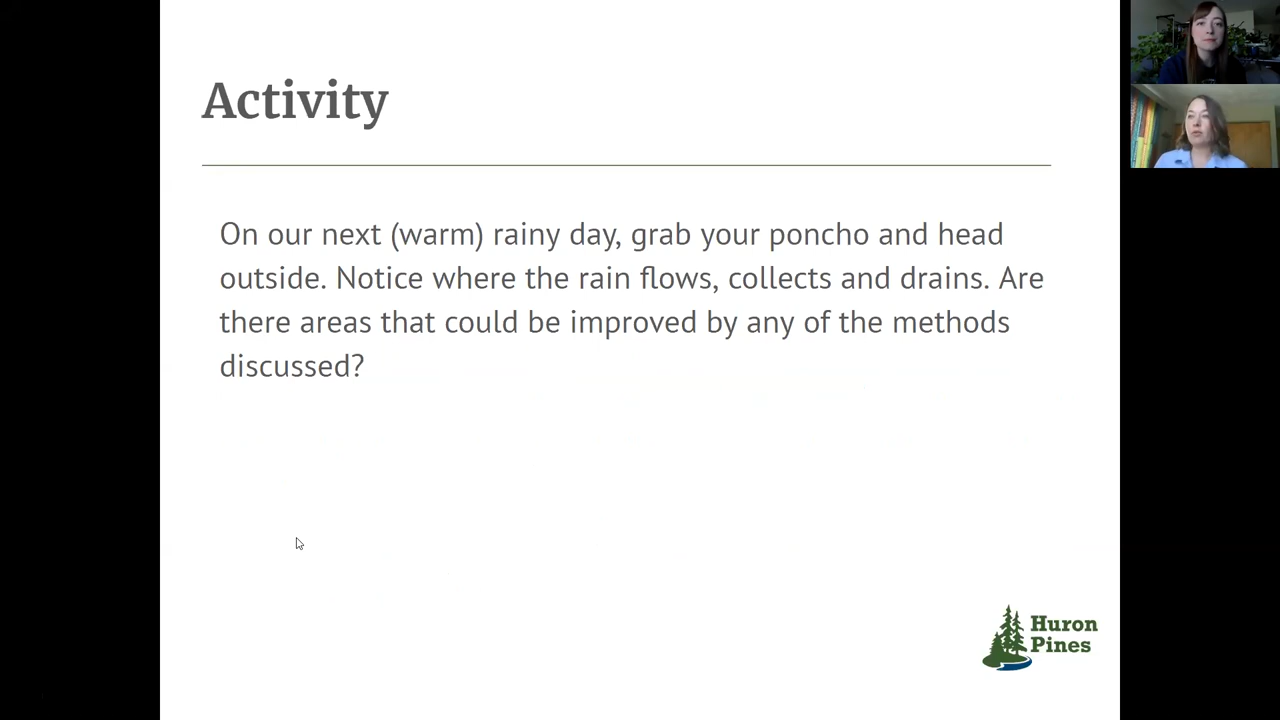 Activity
On our next (warm) rainy day, grab your poncho and head
outside. Notice where the rain flows, collects and drains. Are
there areas that could be improved by any of the methods
discussed?
Huron
Pines